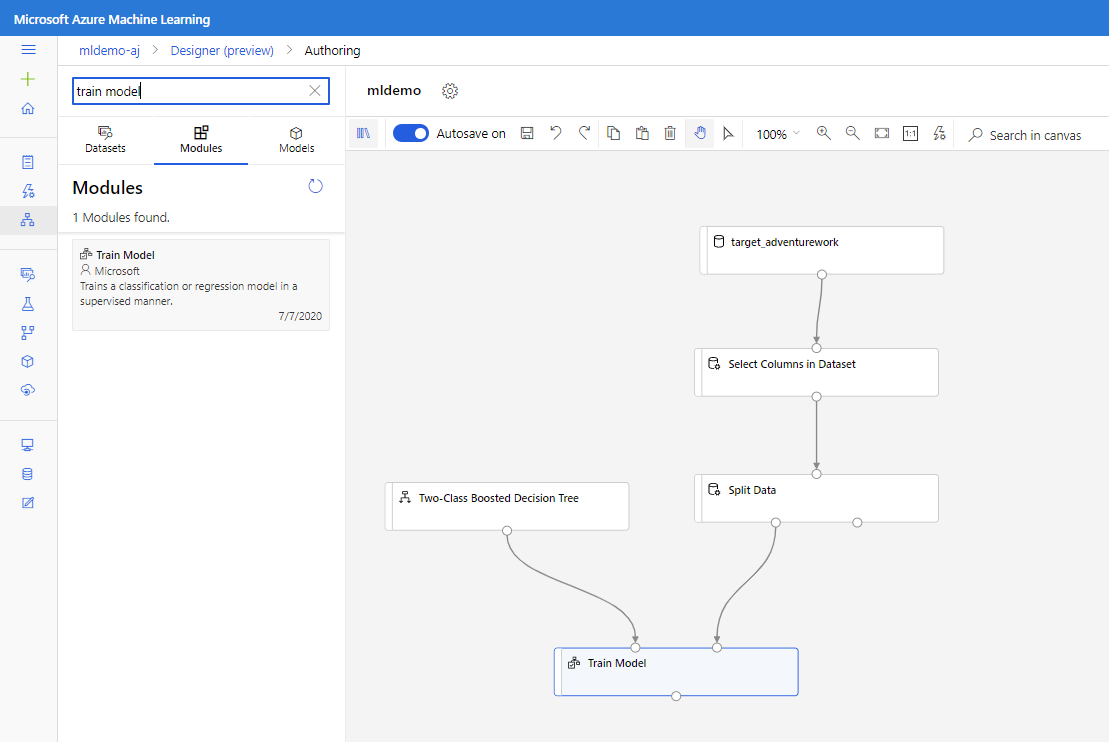 Microsoft Azure Machine Learning
mldemo-aj > Designer (preview) > Authoring
train model
mldemo
Datasets
Modules
Models
Autosave on
100%
1:1
Search in canvas
Modules
1 Modules found.
Train Model
Microsoft
Trains a classification or regression model in a
supervised manner.
7/7/2020
target_adventurework
Select Columns in Dataset
Two-Class Boosted Decision Tree
Split Data
Train Model